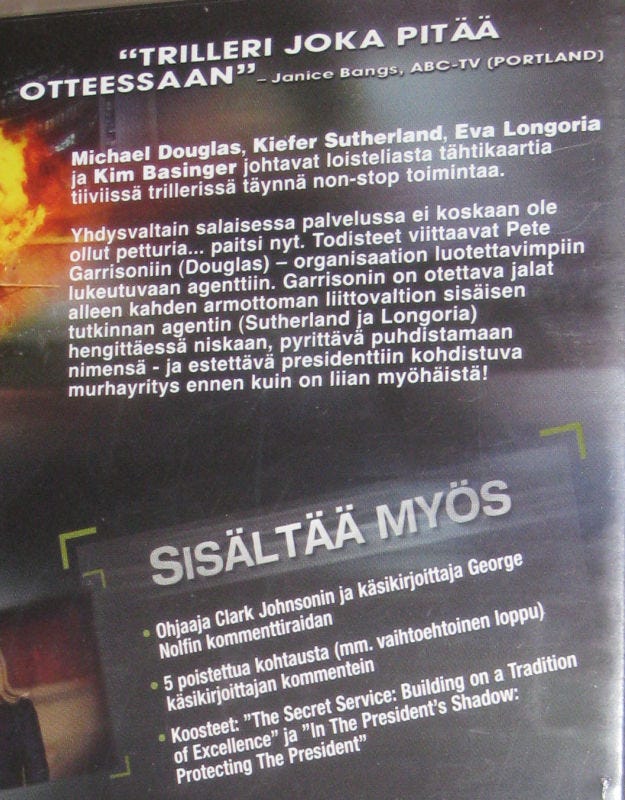 “TRILLERI JOKA PITÄÄ
OTTEESSAAN” – Janice Bangs, ABC-TV (PORTLAND)
Michael Douglas, Kiefer Sutherland, Eva Longoria
ja Kim Basinger johtavat loisteliasta tähtikaartia
tiiviissä trillerissä täynnä non-stop toimintaa.
Yhdysvaltain salaisessa palvelussa ei koskaan ole
ollut petturia... paitsi nyt. Todisteet viittaavat Pete
Garrisoniin (Douglas) – organisaation luotettavimpiin
lukeutuvaan agenttiin. Garrisonin on otettava jalat
alleen kahden armottoman liittovaltion sisäisen
tutkinnan agentin (Sutherland ja Longoria)
hengittäessä niskaan, pyrittävä puhdistamaan
nimensä - ja estettävä presidenttiin kohdistuva
murhayritys ennen kuin on liian myöhäistä!
SISÄLTÄÄ MYÖS
• Ohjaaja Clark Johnsonin ja käsikirjoittaja George
Nolfin kommenttiraidan
• 5 poistettua kohtausta (mm. vaihtoehtoinen loppu)
käsikirjoittajan kommentein
• Koosteet: ”The Secret Service: Building on a Tradition
of Excellence” ja ”In The President’s Shadow:
Protecting The President”